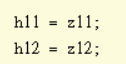 h11 = z11;
h12 = z12;